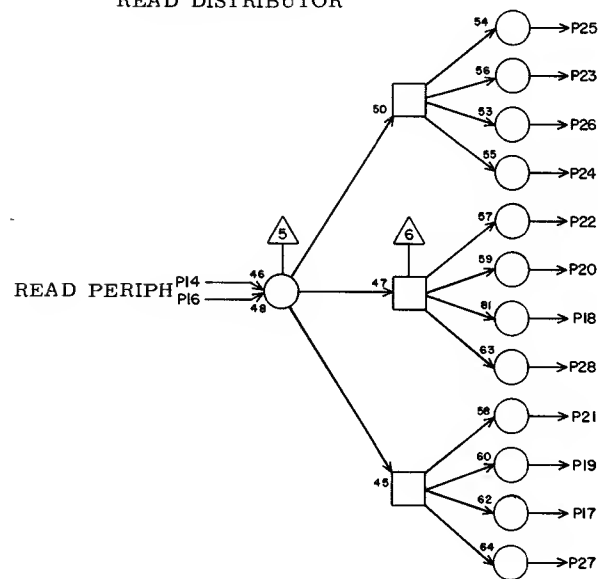 READ DISTRIBUTOR
54
P25
56
P23
50
53
P26
55
P24
5
6
57
P22
READ PERIPH
P14
46
47
59
P20
P16
48
81
P18
63
P28
58
P21
45
60
P19
62
P17
64
P27